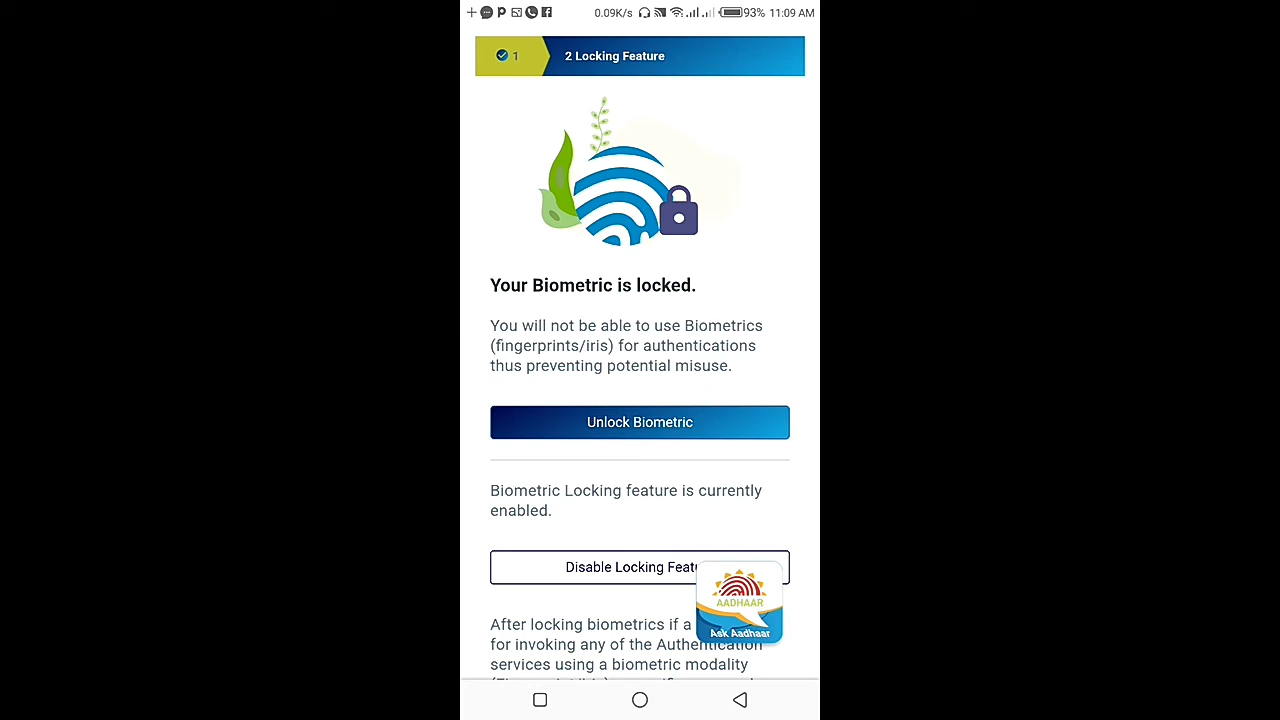 0.09K/s 93% 11:09 AM
1 2 Locking Feature
Your Biometric is locked.
You will not be able to use Biometrics
(fingerprints/iris) for authentications
thus preventing potential misuse.
Unlock Biometric
Biometric Locking feature is currently
enabled.
Disable Locking Featu
AADHAAR
Ask Aadhaar
After locking biometrics if a
for invoking any of the Authentication
services using a biometric modality